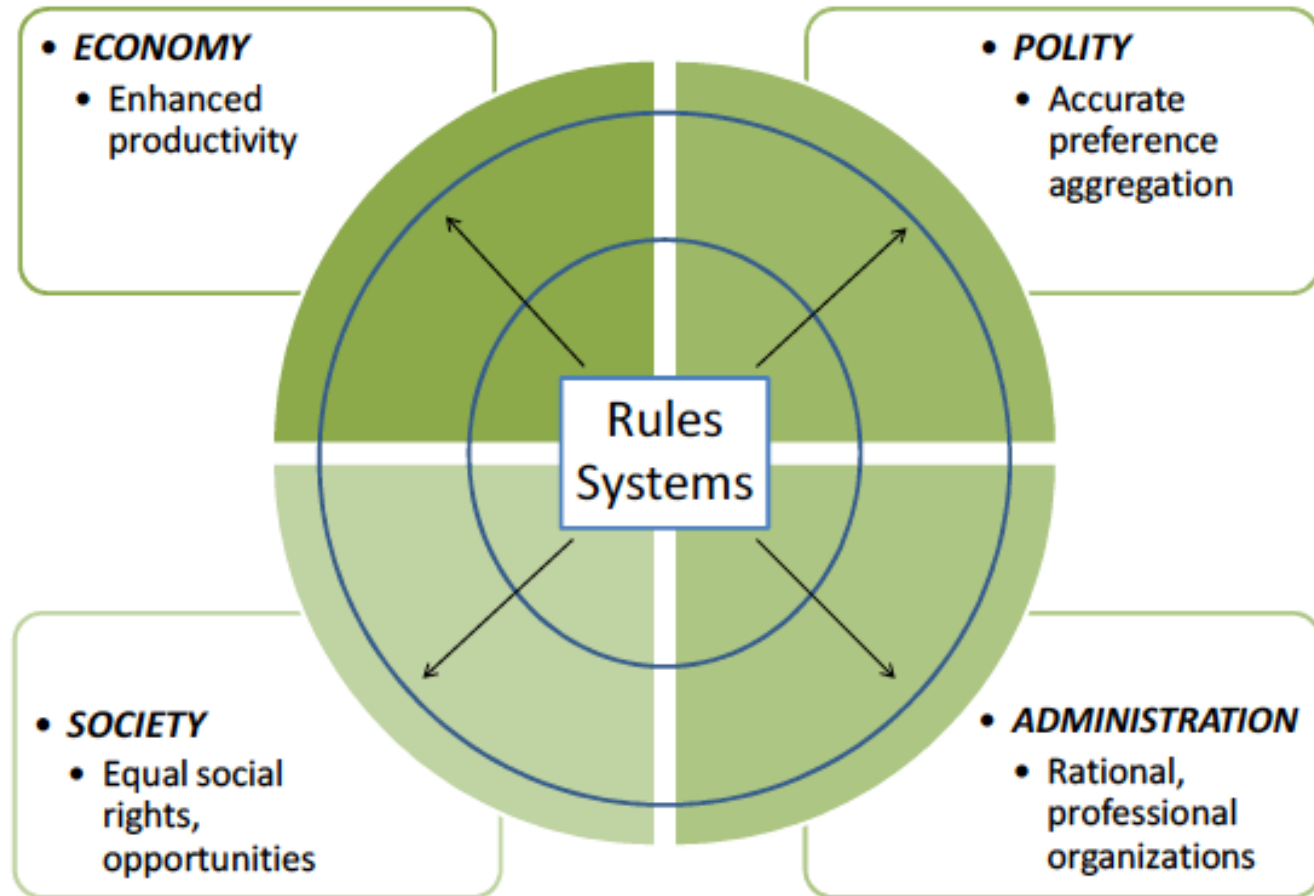 • ECONOMY
• Enhanced
productivity
• POLITY
• Accurate
preference
aggregation
Rules
Systems
• SOCIETY
• Equal social
rights,
opportunities
• ADMINISTRATION
• Rational,
professional
organizations